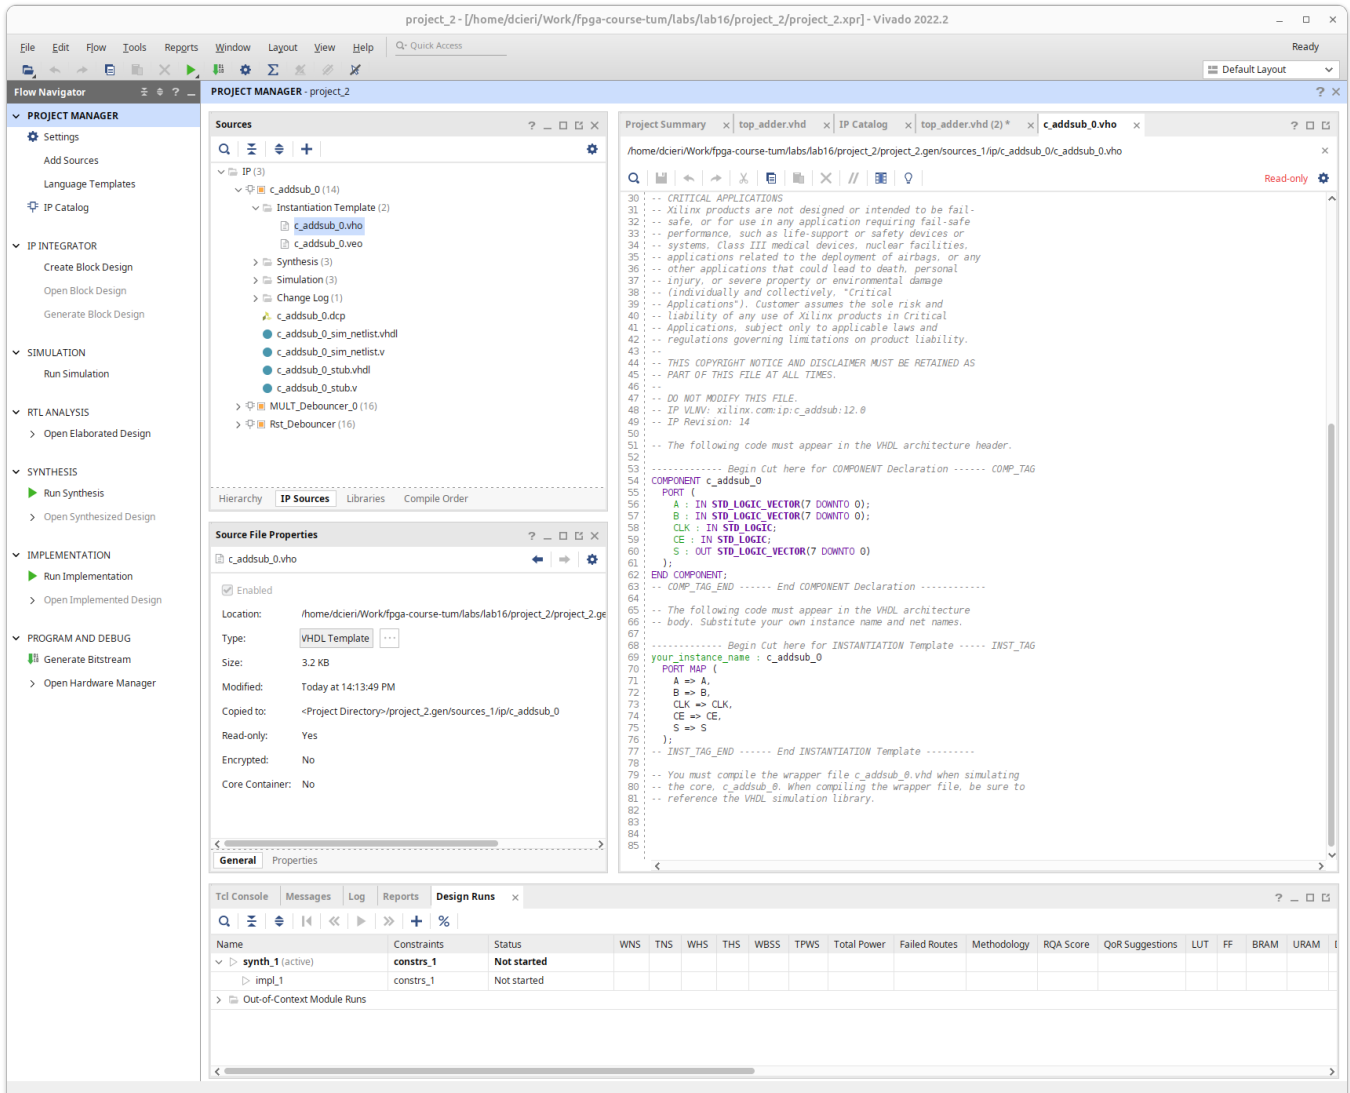 project_2 - [/home/dcieri/Work/fpga-course-tum/labs/lab16/project_2/project_2.xpr] - Vivado 2022.2
File Edit Flow Tools Reports Window Layout View Help Quick Access
Ready
Default Layout
Flow Navigator
PROJECT MANAGER
Settings
Add Sources
Language Templates
IP Catalog
IP INTEGRATOR
Create Block Design
Open Block Design
Generate Block Design
SIMULATION
Run Simulation
RTL ANALYSIS
Open Elaborated Design
SYNTHESIS
Run Synthesis
Open Synthesized Design
IMPLEMENTATION
Run Implementation
Open Implemented Design
PROGRAM AND DEBUG
Generate Bitstream
Open Hardware Manager
PROJECT MANAGER - project_2
Sources
IP (3)
c_addsub_0 (14)
Instantiation Template (2)
c_addsub_0.vho
c_addsub_0.veo
Synthesis (3)
Simulation (3)
Change Log (1)
c_addsub_0.dcp
c_addsub_0_sim_netlist.vhdl
c_addsub_0_sim_netlist.v
c_addsub_0_stub.vhdl
c_addsub_0_stub.v
MULT_Debouncer_0 (16)
Rst_Debouncer (16)
Hierarchy IP Sources Libraries Compile Order
Source File Properties
c_addsub_0.vho
Enabled
Location: /home/dcieri/Work/fpga-course-tum/labs/lab16/project_2/project_2.ge
Type: VHDL Template ···
Size: 3.2 KB
Modified: Today at 14:13:49 PM
Copied to: <Project Directory>/project_2.gen/sources_1/ip/c_addsub_0
Read-only: Yes
Encrypted: No
Core Container: No
General Properties
Project Summary top_adder.vhd IP Catalog top_adder.vhd (2) * c_addsub_0.vho
/home/dcieri/Work/fpga-course-tum/labs/lab16/project_2/project_2.gen/sources_1/ip/c_addsub_0/c_addsub_0.vho
Read-only
30 -- CRITICAL APPLICATIONS
31 -- Xilinx products are not designed or intended to be fail-
32 -- safe, or for use in any application requiring fail-safe
33 -- performance, such as life-support or safety devices or
34 -- systems, Class III medical devices, nuclear facilities,
35 -- applications related to the deployment of airbags, or any
36 -- other applications that could lead to death, personal
37 -- injury, or severe property or environmental damage
38 -- (individually and collectively, "Critical
39 -- Applications"). Customer assumes the sole risk and
40 -- liability of any use of Xilinx products in Critical
41 -- Applications, subject only to applicable laws and
42 -- regulations governing limitations on product liability.
43 --
44 -- THIS COPYRIGHT NOTICE AND DISCLAIMER MUST BE RETAINED AS
45 -- PART OF THIS FILE AT ALL TIMES.
46 --
47 -- DO NOT MODIFY THIS FILE.
48 -- IP VLNV: xilinx.com:ip:c_addsub:12.0
49 -- IP Revision: 14
50
51 -- The following code must appear in the VHDL architecture header.
52
53 ------------- Begin Cut here for COMPONENT Declaration ------ COMP_TAG
54 COMPONENT c_addsub_0
55 PORT (
56 A : IN STD_LOGIC_VECTOR(7 DOWNTO 0);
57 B : IN STD_LOGIC_VECTOR(7 DOWNTO 0);
58 CLK : IN STD_LOGIC;
59 CE : IN STD_LOGIC;
60 S : OUT STD_LOGIC_VECTOR(7 DOWNTO 0)
61 );
62 END COMPONENT;
63 -- COMP_TAG_END ------ End COMPONENT Declaration ------------
64
65 -- The following code must appear in the VHDL architecture
66 -- body. Substitute your own instance name and net names.
67
68 ------------- Begin Cut here for INSTANTIATION Template ----- INST_TAG
69 your_instance_name : c_addsub_0
70 PORT MAP (
71 A => A,
72 B => B,
73 CLK => CLK,
74 CE => CE,
75 S => S
76 );
77 -- INST_TAG_END ------ End INSTANTIATION Template ---------
78
79 -- You must compile the wrapper file c_addsub_0.vhd when simulating
80 -- the core, c_addsub_0. When compiling the wrapper file, be sure to
81 -- reference the VHDL simulation library.
82
83
84
85
Tcl Console Messages Log Reports Design Runs
Name Constraints Status WNS TNS WHS THS WBSS TPWS Total Power Failed Routes Methodology RQA Score QoR Suggestions LUT FF BRAM URAM
synth_1 (active) constrs_1 Not started
impl_1 constrs_1 Not started
Out-of-Context Module Runs